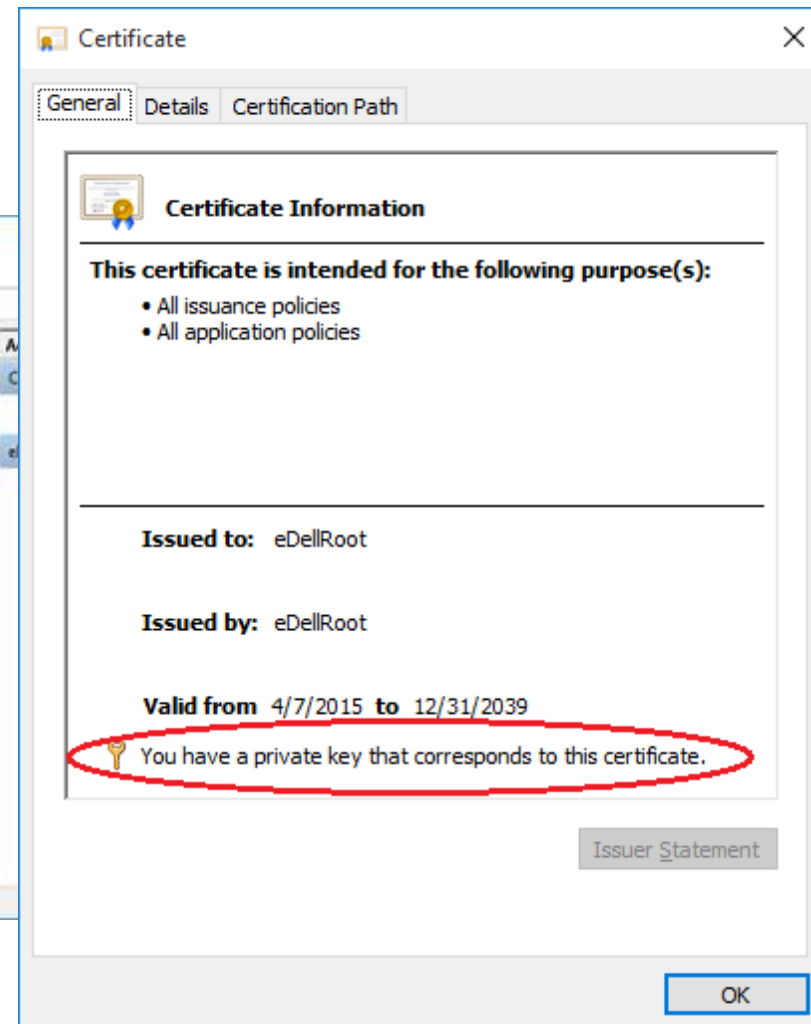 Certificate
General Details Certification Path
Certificate Information
This certificate is intended for the following purpose(s):
• All issuance policies
• All application policies
Issued to: eDellRoot
Issued by: eDellRoot
Valid from 4/7/2015 to 12/31/2039
You have a private key that corresponds to this certificate.
Issuer Statement
OK